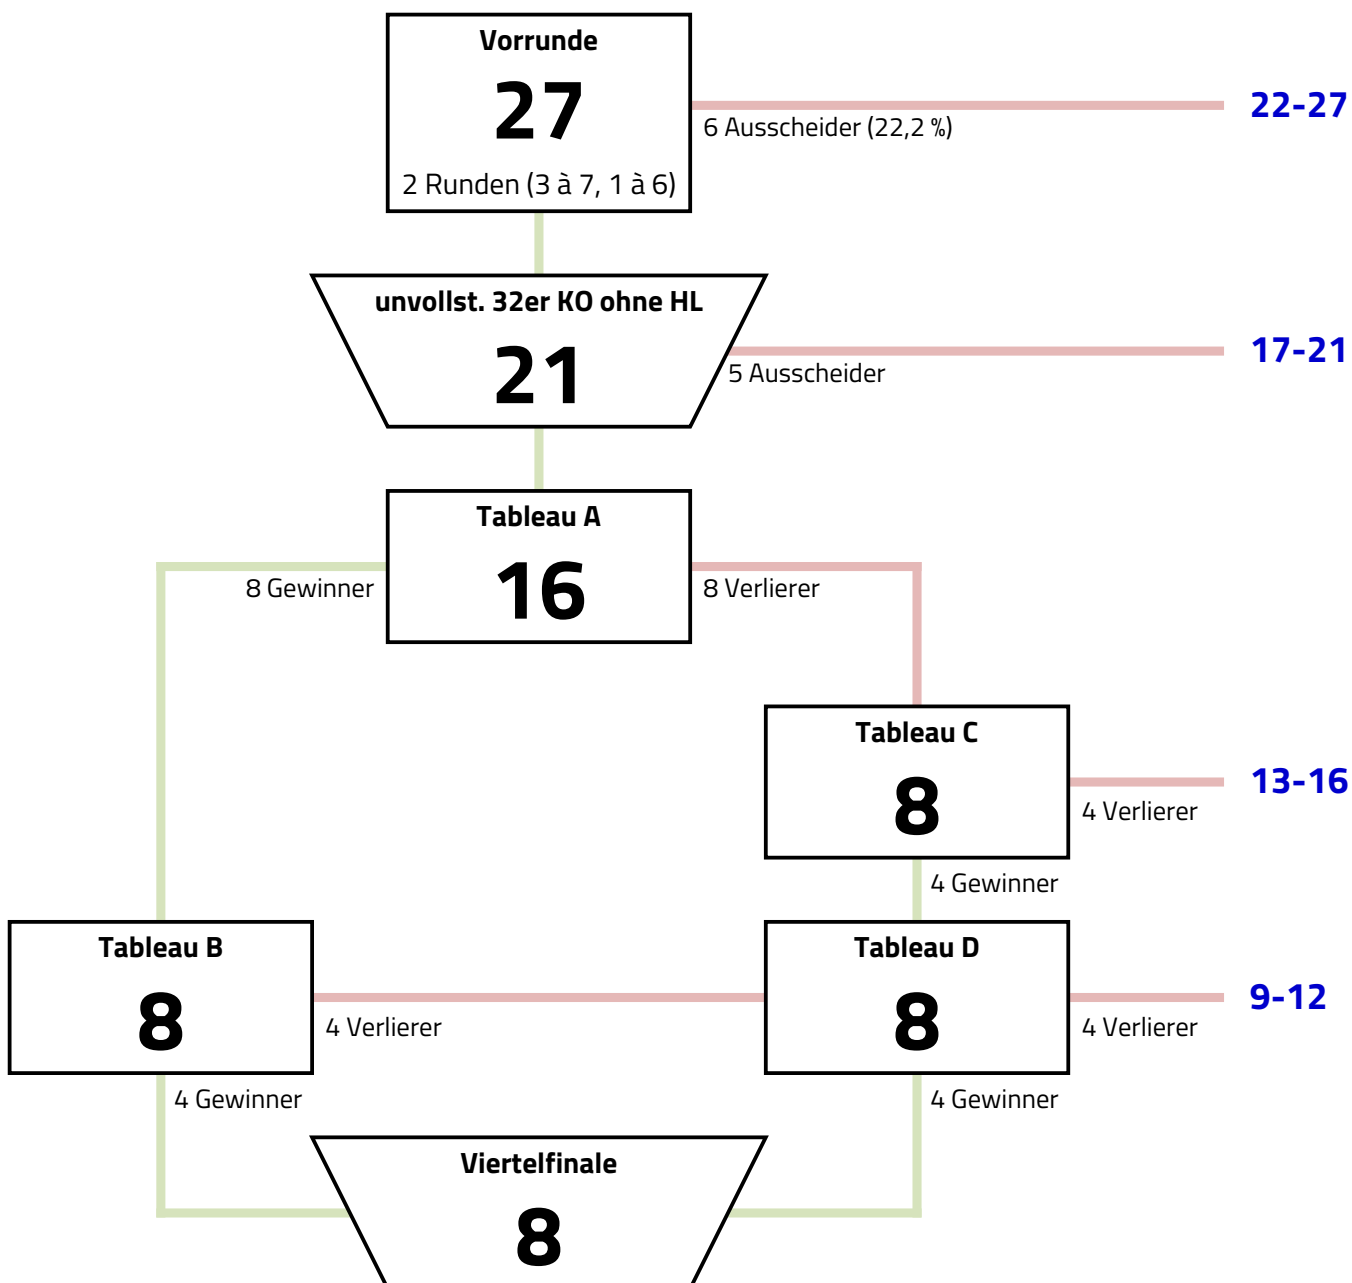 Vorrunde
27
2 Runden (3 à 7, 1 à 6)
6 Ausscheider (22,2 %)
22-27
unvollst. 32er KO ohne HL
21
5 Ausscheider
17-21
Tableau A
16
8 Gewinner
8 Verlierer
Tableau C
8
4 Verlierer
13-16
4 Gewinner
Tableau B
8
4 Verlierer
4 Gewinner
Tableau D
8
4 Verlierer
9-12
4 Gewinner
Viertelfinale
8